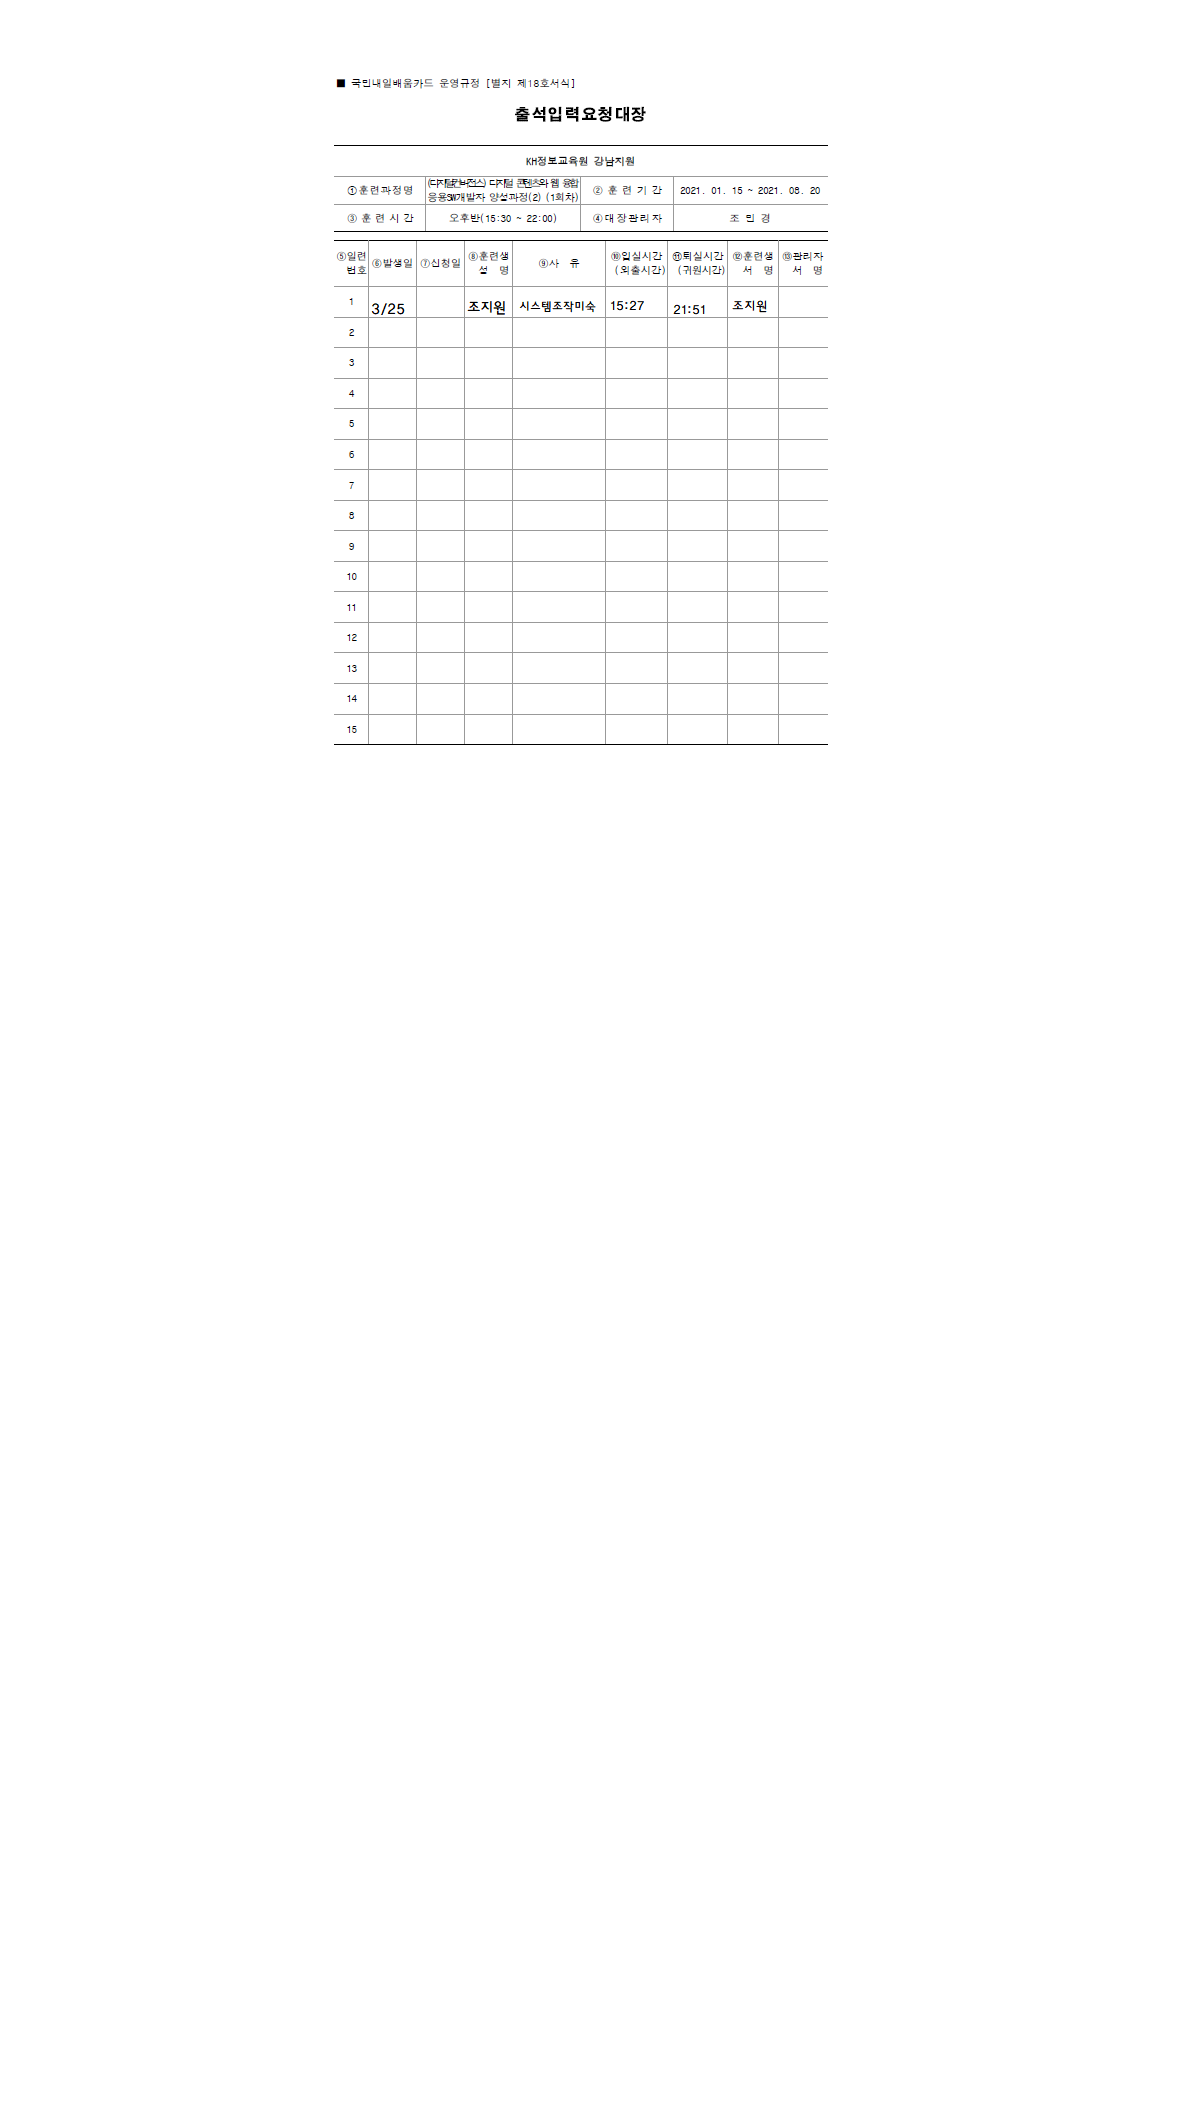 ■ 국민내일배움카드 운영규정 [별지 제18호서식]
출석입력요청대장
KH정보교육원 강남지원
①훈련과정명 (디지털컨버전스) 디지털 콘텐츠와 웹 융합 응용SW개발자 양성과정(2) (1회차) ② 훈 련 기 간 2021. 01. 15 ~ 2021. 08. 20
③ 훈 련 시 간 오후반(15:30 ~ 22:00) ④대장관리자 조 민 경
⑤일련번호 ⑥발생일 ⑦신청일 ⑧훈련생 성 명 ⑨사 유 ⑩입실시간 (외출시간) ⑪퇴실시간 (귀원시간) ⑫훈련생 서 명 ⑬관리자 서 명
1 3/25 조지원 시스템조작미숙 15:27 21:51 조지원
2
3
4
5
6
7
8
9
10
11
12
13
14
15